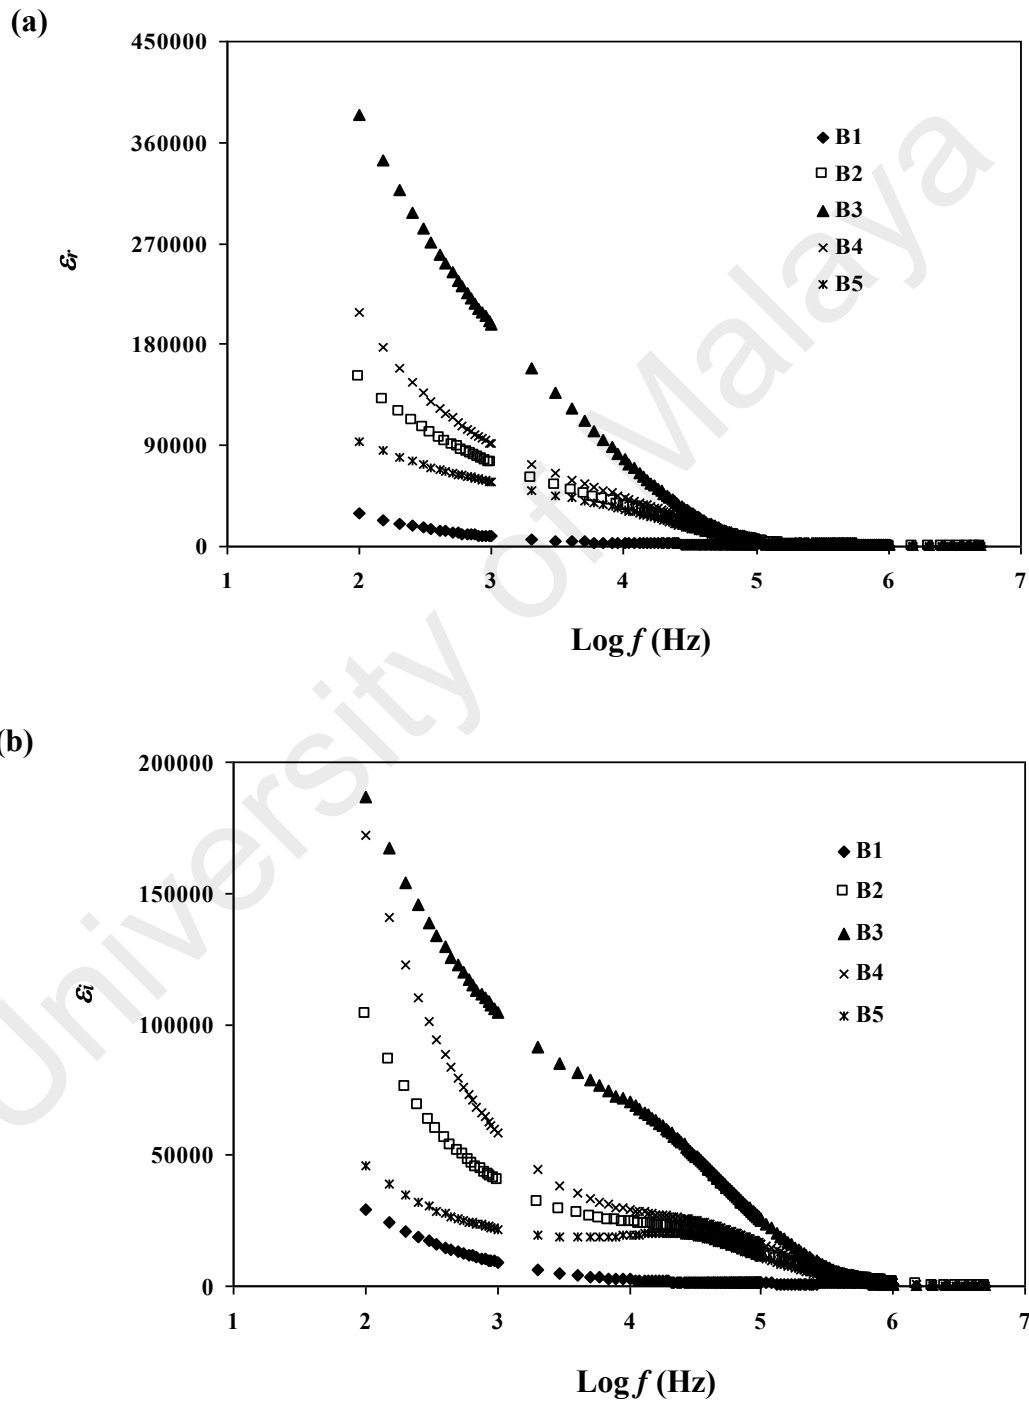 (a)
450000
360000
270000
180000
90000
0
εr
1 2 3 4 5 6 7
Log f (Hz)
B1
B2
B3
B4
B5
(b)
200000
150000
100000
50000
0
εi
1 2 3 4 5 6 7
Log f (Hz)
B1
B2
B3
B4
B5
University of Malaya